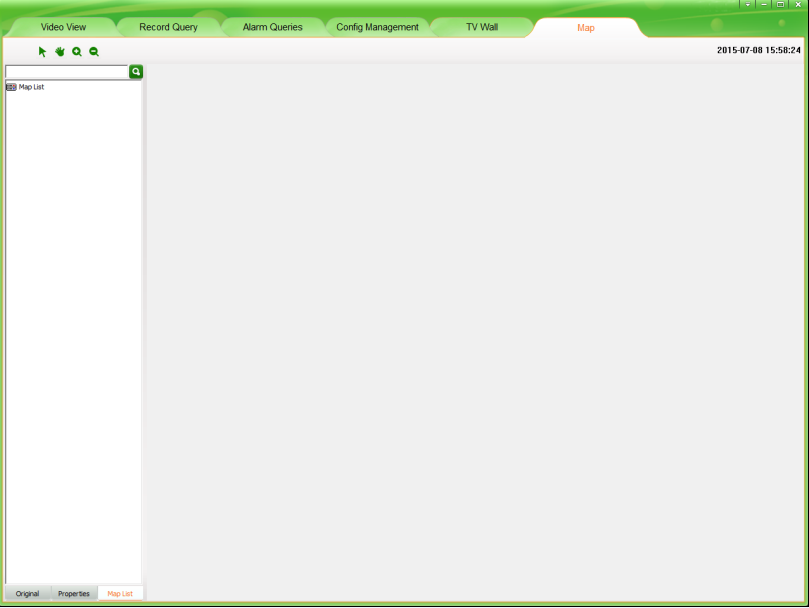 Video View Record Query Alarm Queries Config Management TV Wall Map
2015-07-08 15:58:24
Map List
Original Properties Map List